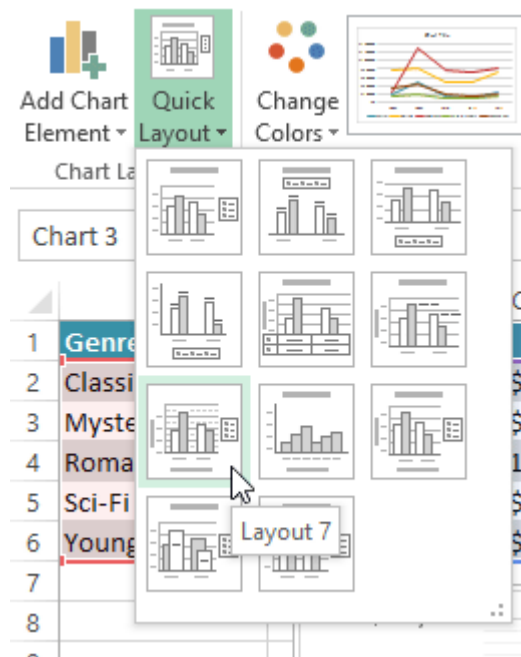 Add Chart Element
Quick Layout
Change Colors
Chart La
Chart 3
1 Genre
2 Classi
3 Myste
4 Roma
5 Sci-Fi
6 Young
7
8
Layout 7